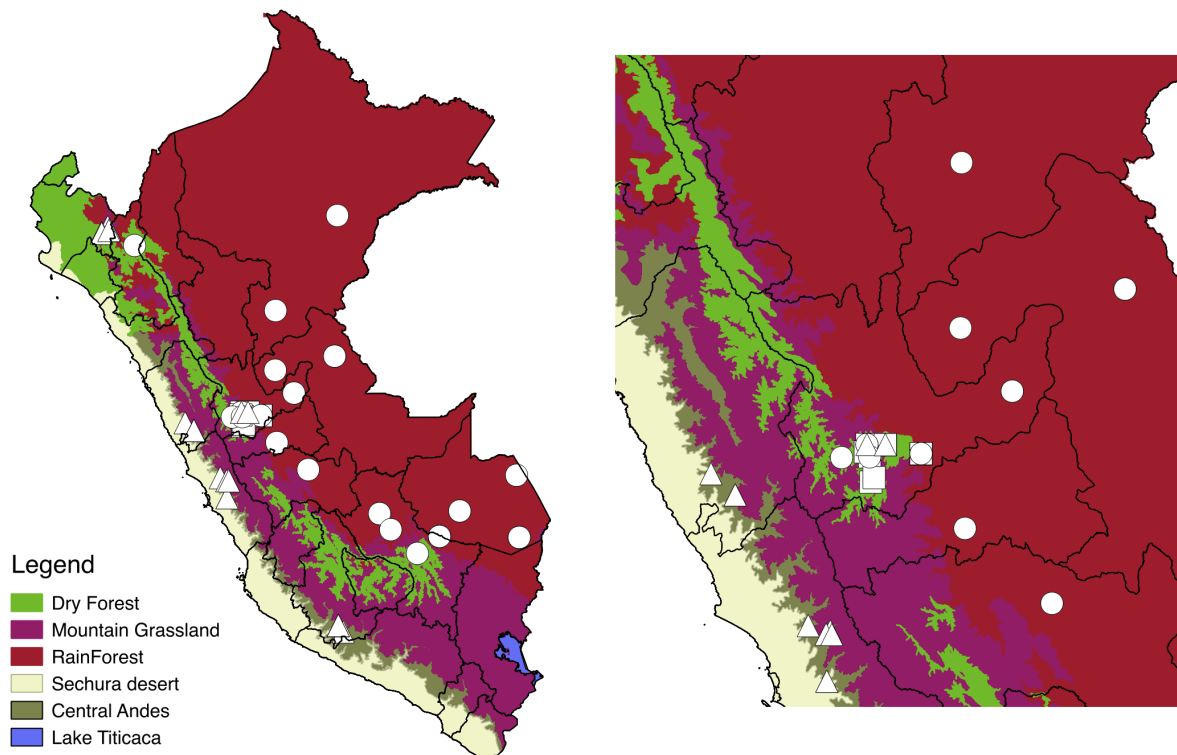 Legend
Dry Forest
Mountain Grassland
RainForest
Sechura desert
Central Andes
Lake Titicaca